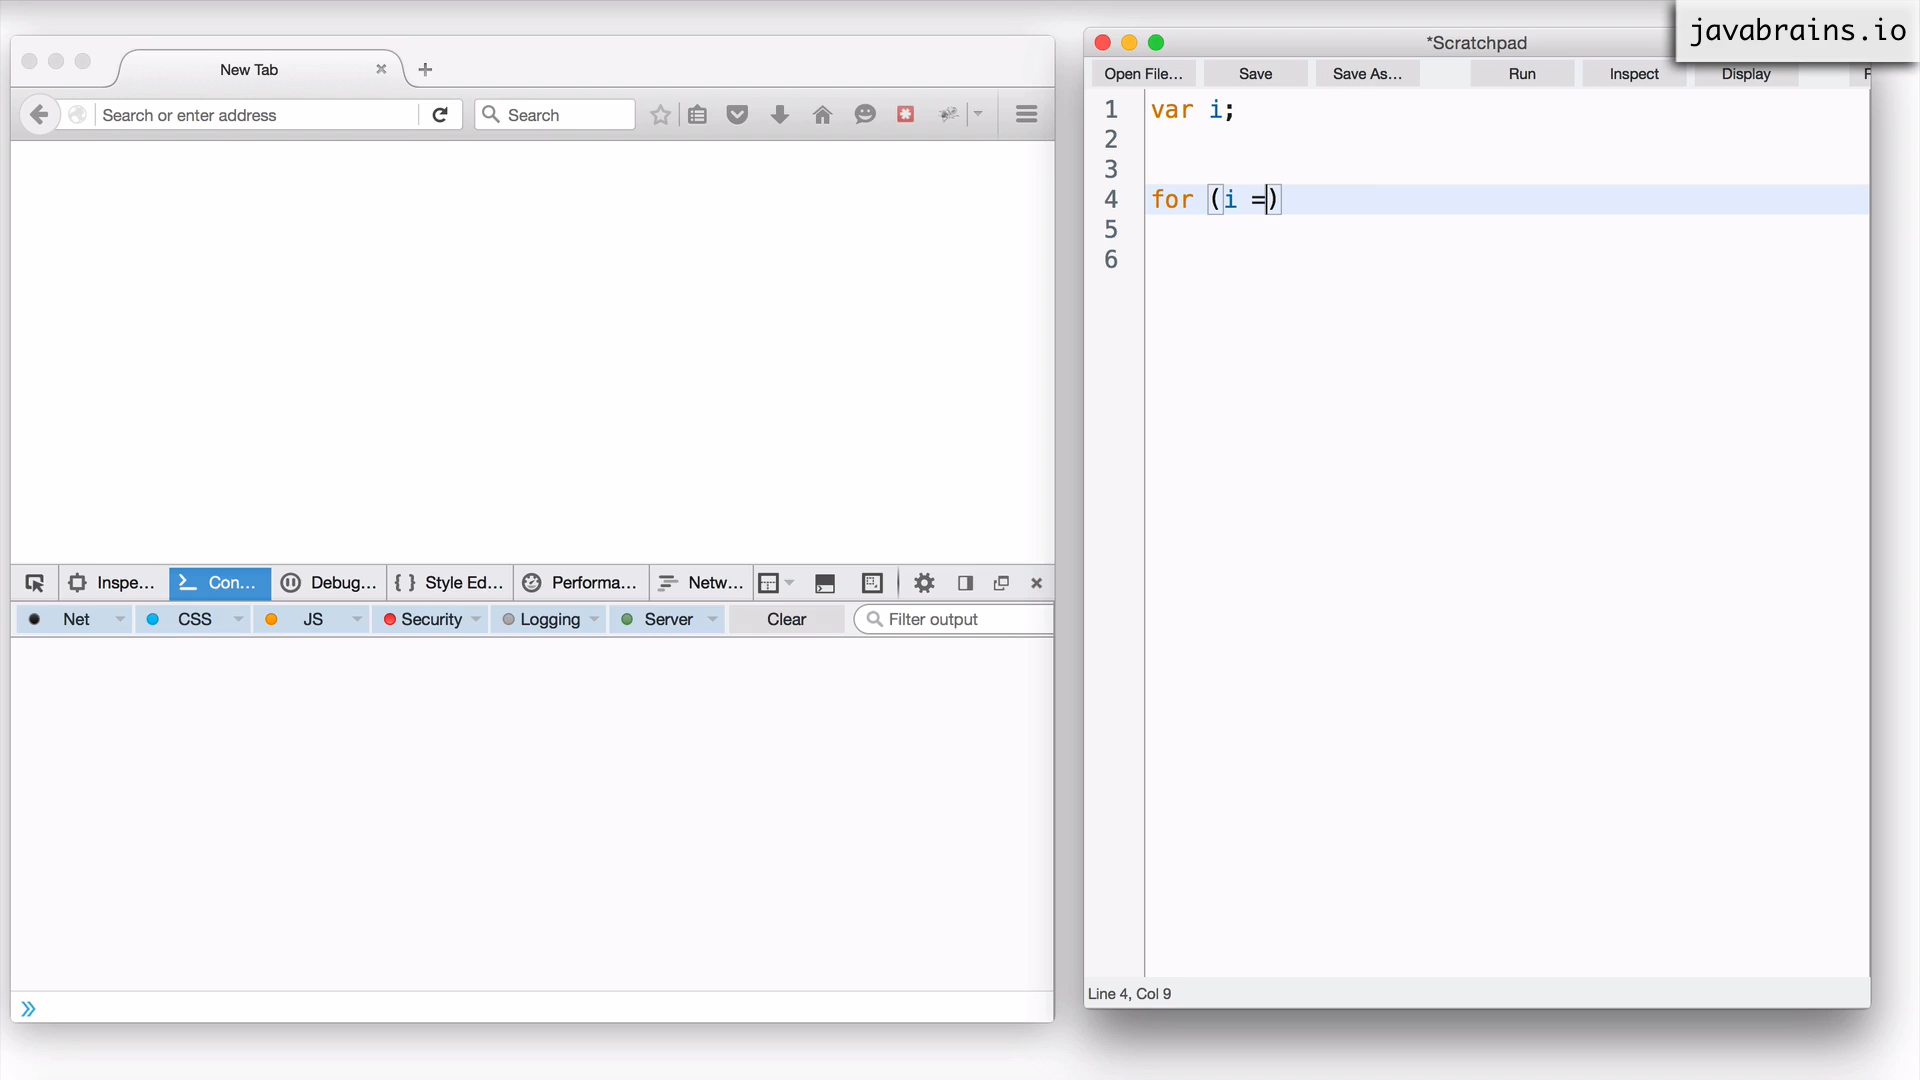 javabrains.io
New Tab
Search or enter address
Search
Inspe...
Con...
Debug...
{ } Style Ed...
Performa...
Netw...
Net
CSS
JS
Security
Logging
Server
Clear
Filter output
*Scratchpad
Open File...
Save
Save As...
Run
Inspect
Display
1 var i;
2
3
4 for (i =)
5
6
Line 4, Col 9